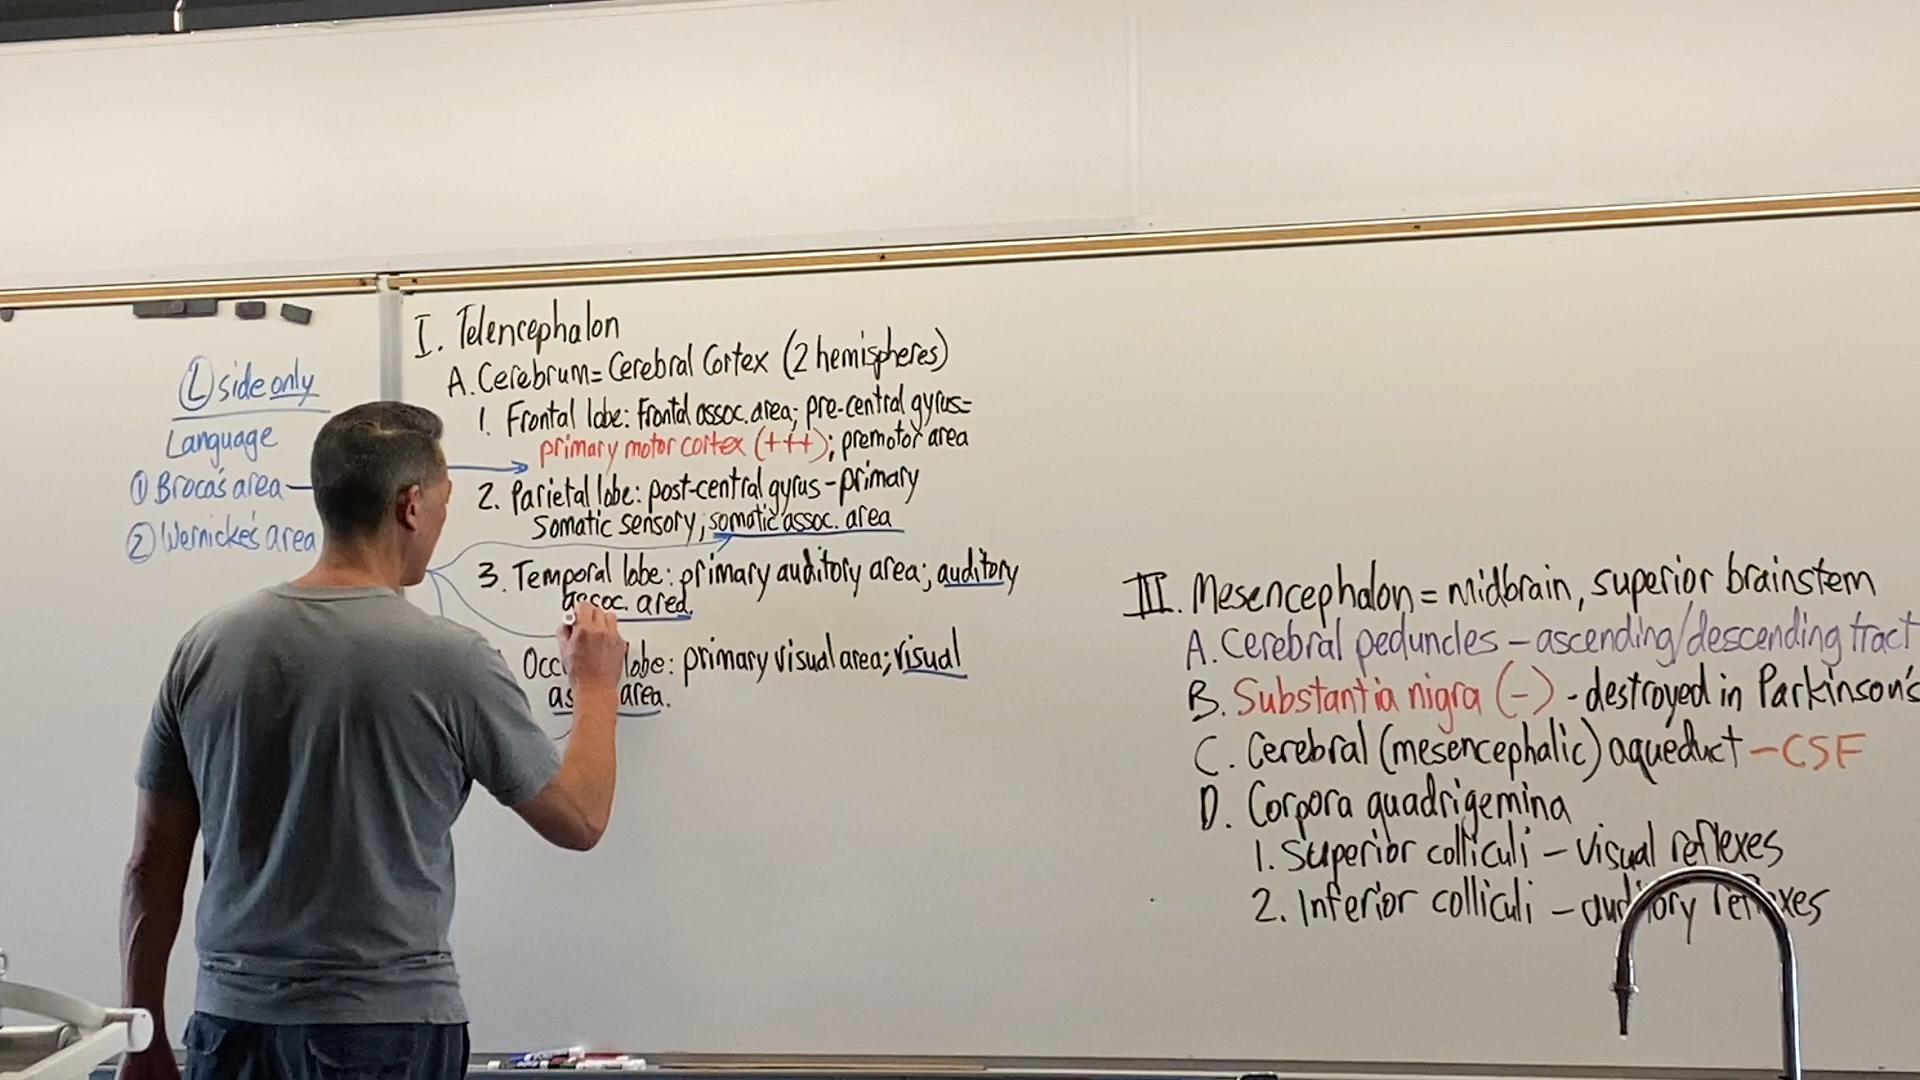 Ⓛ side only
Language
① Broca's area
② Wernicke's area
I. Telencephalon
A. Cerebrum = Cerebral Cortex (2 hemispheres)
1. Frontal lobe: frontal assoc. area; pre-central gyrus=
primary motor cortex (+++); premotor area
2. Parietal lobe: post-central gyrus - primary
somatic sensory; somatic assoc. area
3. Temporal lobe: primary auditory area; auditory
assoc. area.
lobe: primary visual area; visual
area.
III. Mesencephalon = midbrain, superior brainstem
A. Cerebral peduncles - ascending/descending tract
B. Substantia nigra (-) - destroyed in Parkinson's
C. Cerebral (mesencephalic) aqueduct - CSF
D. Corpora quadrigemina
1. Superior colliculi - visual reflexes
2. Inferior colliculi - auditory reflexes